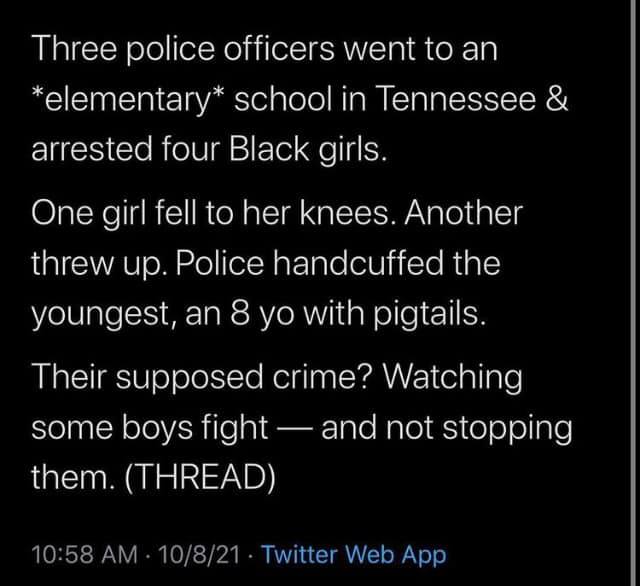 Three police officers went to an
*elementary* school in Tennessee &
arrested four Black girls.
One girl fell to her knees. Another
threw up. Police handcuffed the
youngest, an 8 yo with pigtails.
Their supposed crime? Watching
some boys fight — and not stopping
them. (THREAD)
10:58 AM · 10/8/21 · Twitter Web App